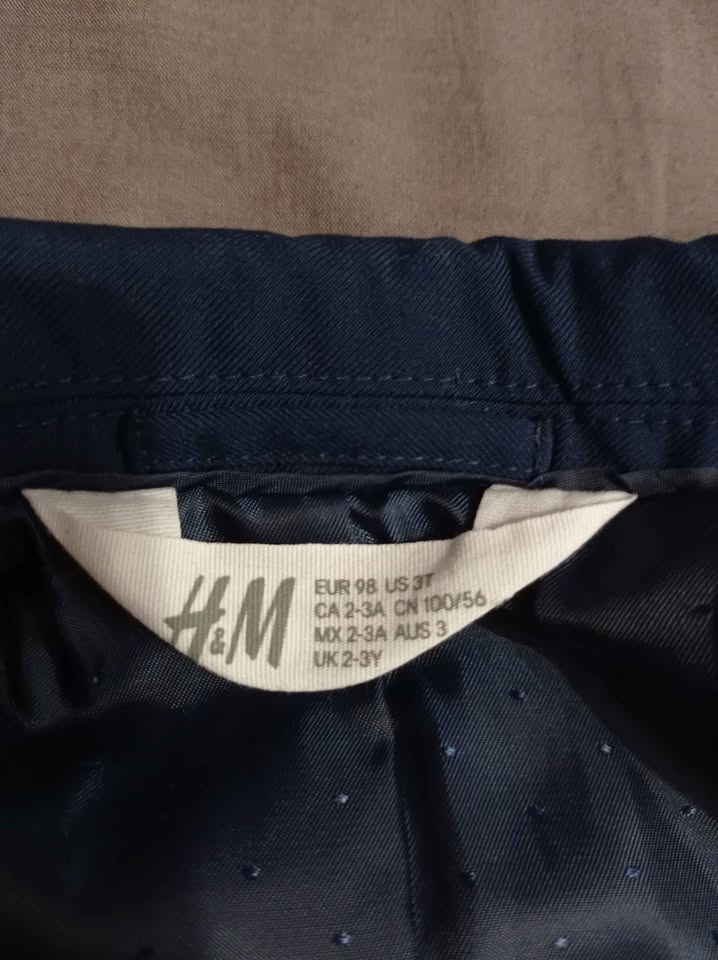 H&M
EUR 98 US 3T
CA 2-3A CN 100/56
MX 2-3A AUS 3
UK 2-3Y